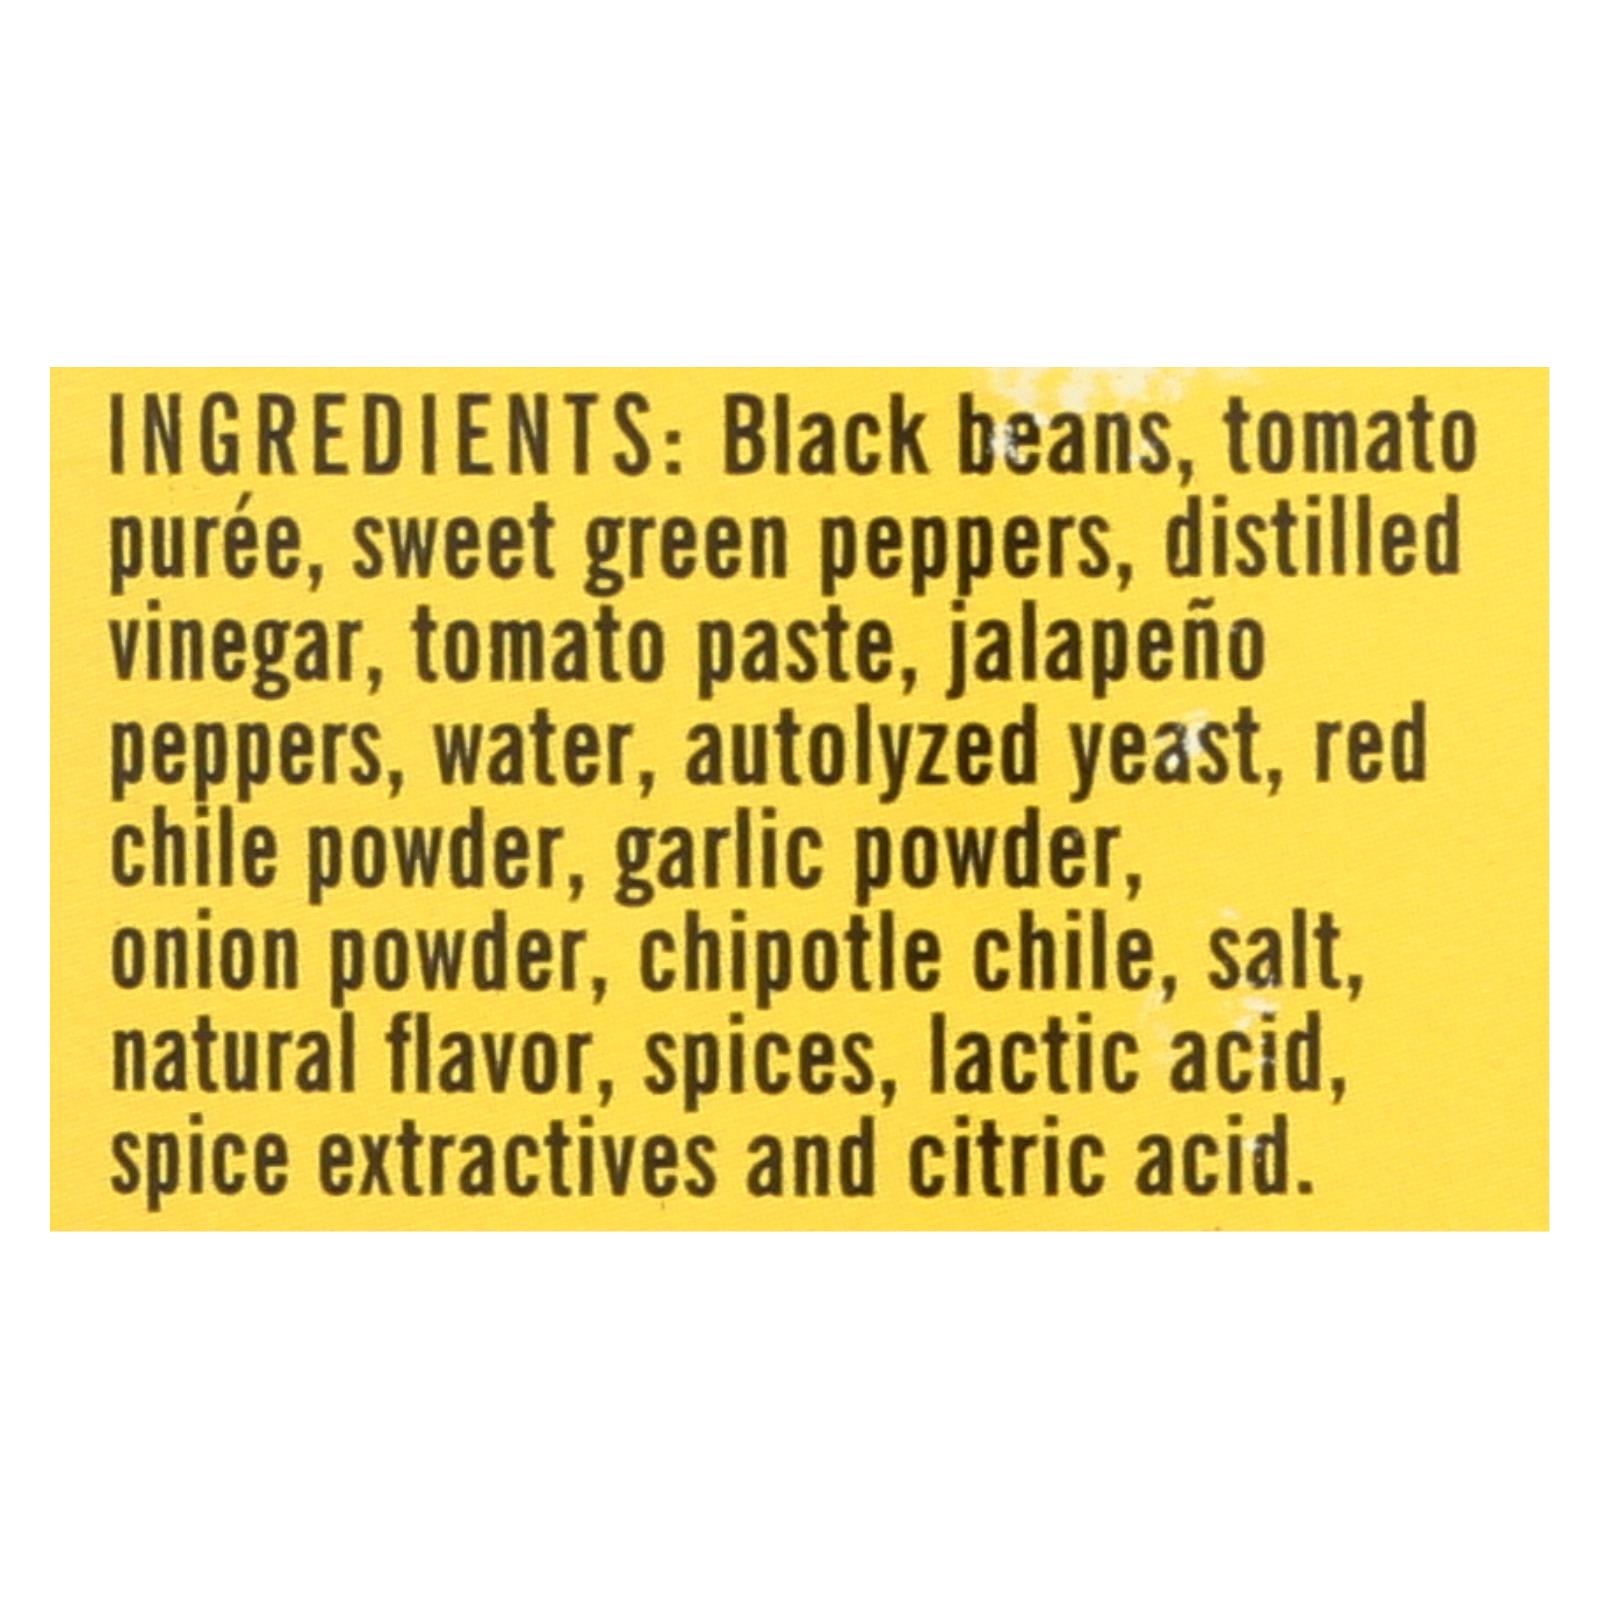 INGREDIENTS: Black beans, tomato
purée, sweet green peppers, distilled
vinegar, tomato paste, jalapeño
peppers, water, autolyzed yeast, red
chile powder, garlic powder,
onion powder, chipotle chile, salt,
natural flavor, spices, lactic acid,
spice extractives and citric acid.